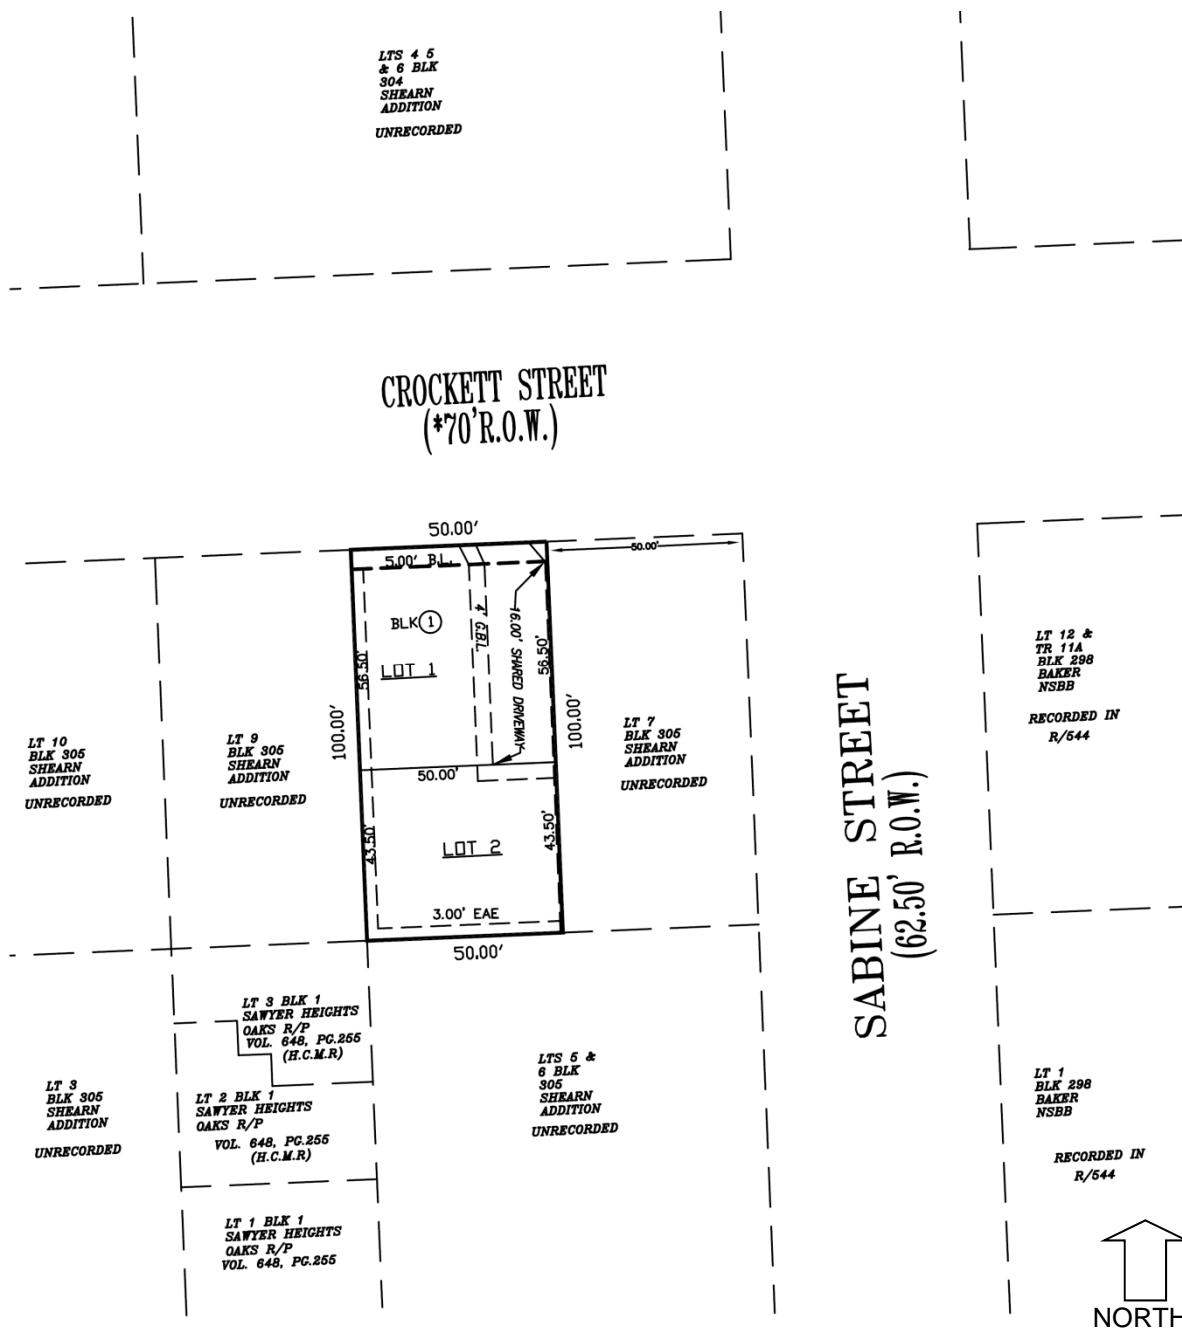 LTS 4 5
& 6 BLK
304
SHEARN
ADDITION
UNRECORDED
CROCKETT STREET
(*70'R.O.W.)
50.00'
50.00'
5.00' B.L.
BLK 1
LOT 1
56.50'
4' G.B.L.
16.00' SHARED DRIVEWAY
56.50'
100.00'
100.00'
50.00'
43.50'
43.50'
LOT 2
3.00' EAE
50.00'
LT 10
BLK 305
SHEARN
ADDITION
UNRECORDED
LT 9
BLK 305
SHEARN
ADDITION
UNRECORDED
LT 7
BLK 305
SHEARN
ADDITION
UNRECORDED
SABINE STREET
(62.50' R.O.W.)
LT 12 &
TR 11A
BLK 298
BAKER
NSBB
RECORDED IN
R/544
LT 3 BLK 1
SAWYER HEIGHTS
OAKS R/P
VOL. 648, PG.255
(H.C.M.R)
LT 3
BLK 305
SHEARN
ADDITION
UNRECORDED
LT 2 BLK 1
SAWYER HEIGHTS
OAKS R/P
VOL. 648, PG.255
(H.C.M.R)
LTS 5 &
6 BLK
305
SHEARN
ADDITION
UNRECORDED
LT 1
BLK 298
BAKER
NSBB
RECORDED IN
R/544
LT 1 BLK 1
SAWYER HEIGHTS
OAKS R/P
VOL. 648, PG.255
NORTH